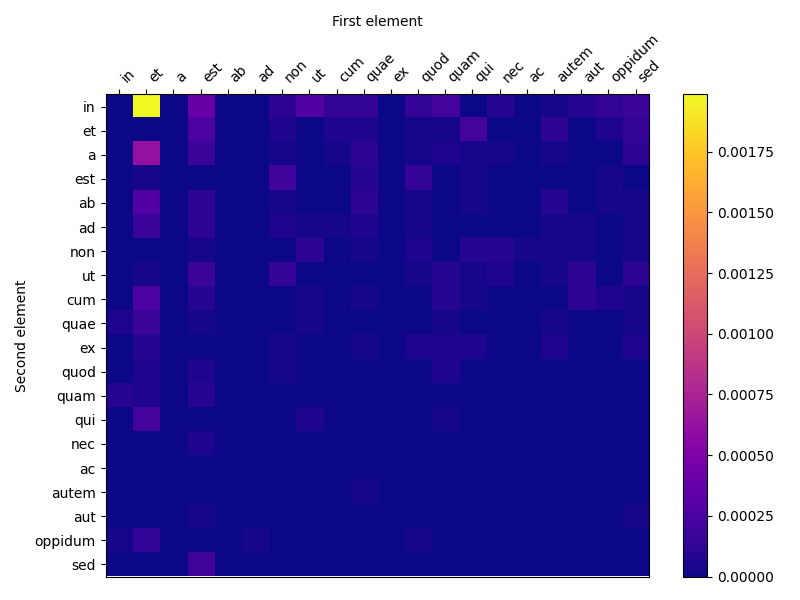 First element
in et a est ab ad non ut cum quae ex quod quam qui nec ac autem aut oppidum sed
Second element
in
et
a
est
ab
ad
non
ut
cum
quae
ex
quod
quam
qui
nec
ac
autem
aut
oppidum
sed
0.00175
0.00150
0.00125
0.00100
0.00075
0.00050
0.00025
0.00000